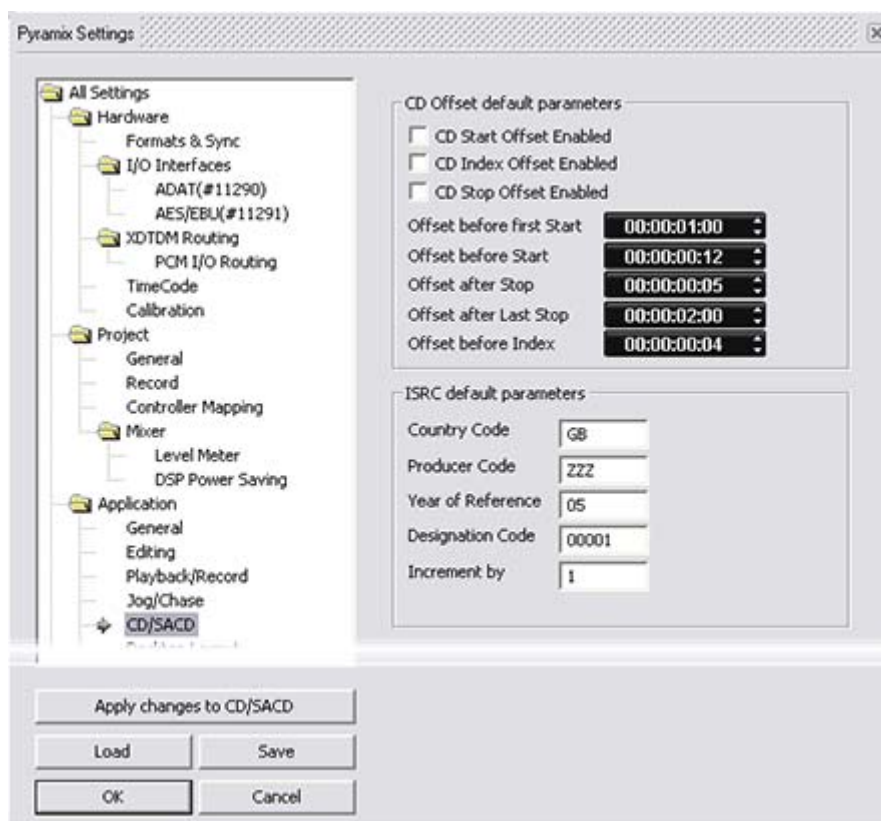 Pyramix Settings
All Settings
Hardware
Formats & Sync
I/O Interfaces
ADAT(#11290)
AES/EBU(#11291)
XDTDM Routing
PCM I/O Routing
TimeCode
Calibration
Project
General
Record
Controller Mapping
Mixer
Level Meter
DSP Power Saving
Application
General
Editing
Playback/Record
Jog/Chase
CD/SACD
CD Offset default parameters
CD Start Offset Enabled
CD Index Offset Enabled
CD Stop Offset Enabled
Offset before first Start 00:00:01:00
Offset before Start 00:00:00:12
Offset after Stop 00:00:00:05
Offset after Last Stop 00:00:02:00
Offset before Index 00:00:00:04
ISRC default parameters
Country Code GB
Producer Code ZZZ
Year of Reference 05
Designation Code 00001
Increment by 1
Apply changes to CD/SACD
Load Save
OK Cancel